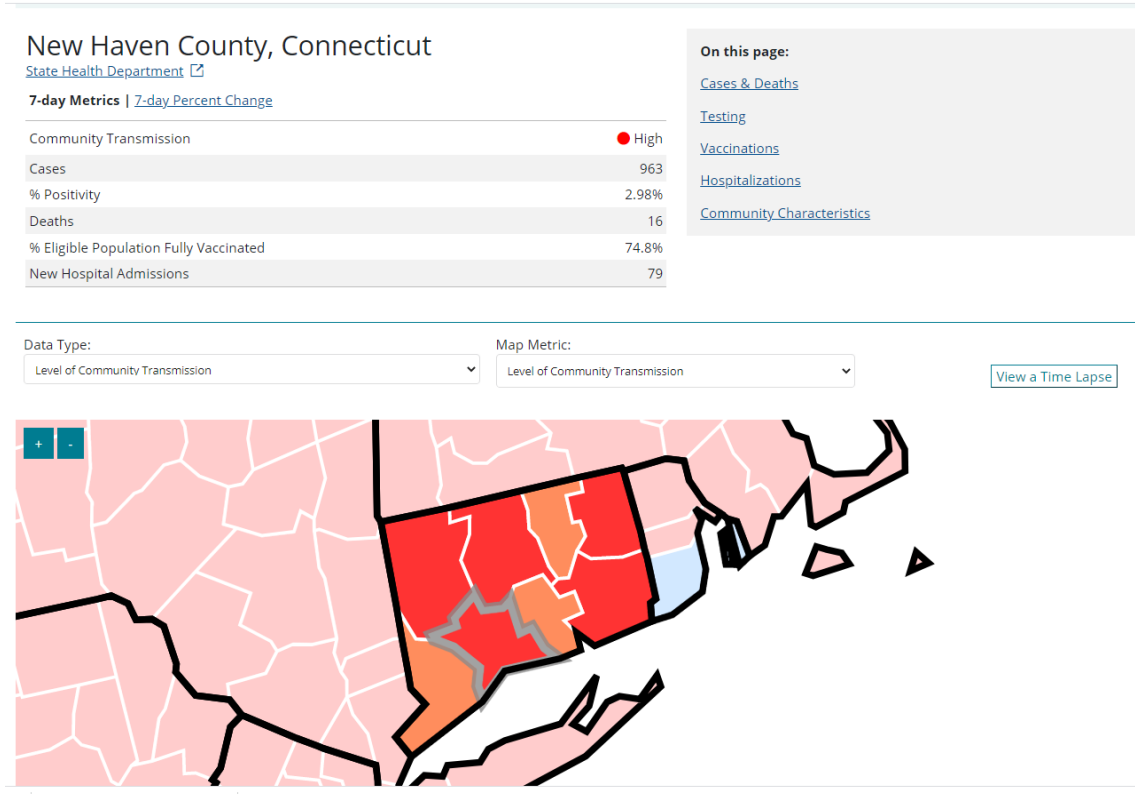 New Haven County, Connecticut
State Health Department
7-day Metrics | 7-day Percent Change
Community Transmission High
Cases 963
% Positivity 2.98%
Deaths 16
% Eligible Population Fully Vaccinated 74.8%
New Hospital Admissions 79
On this page:
Cases & Deaths
Testing
Vaccinations
Hospitalizations
Community Characteristics
Data Type:
Level of Community Transmission
Map Metric:
Level of Community Transmission
View a Time Lapse
+ -